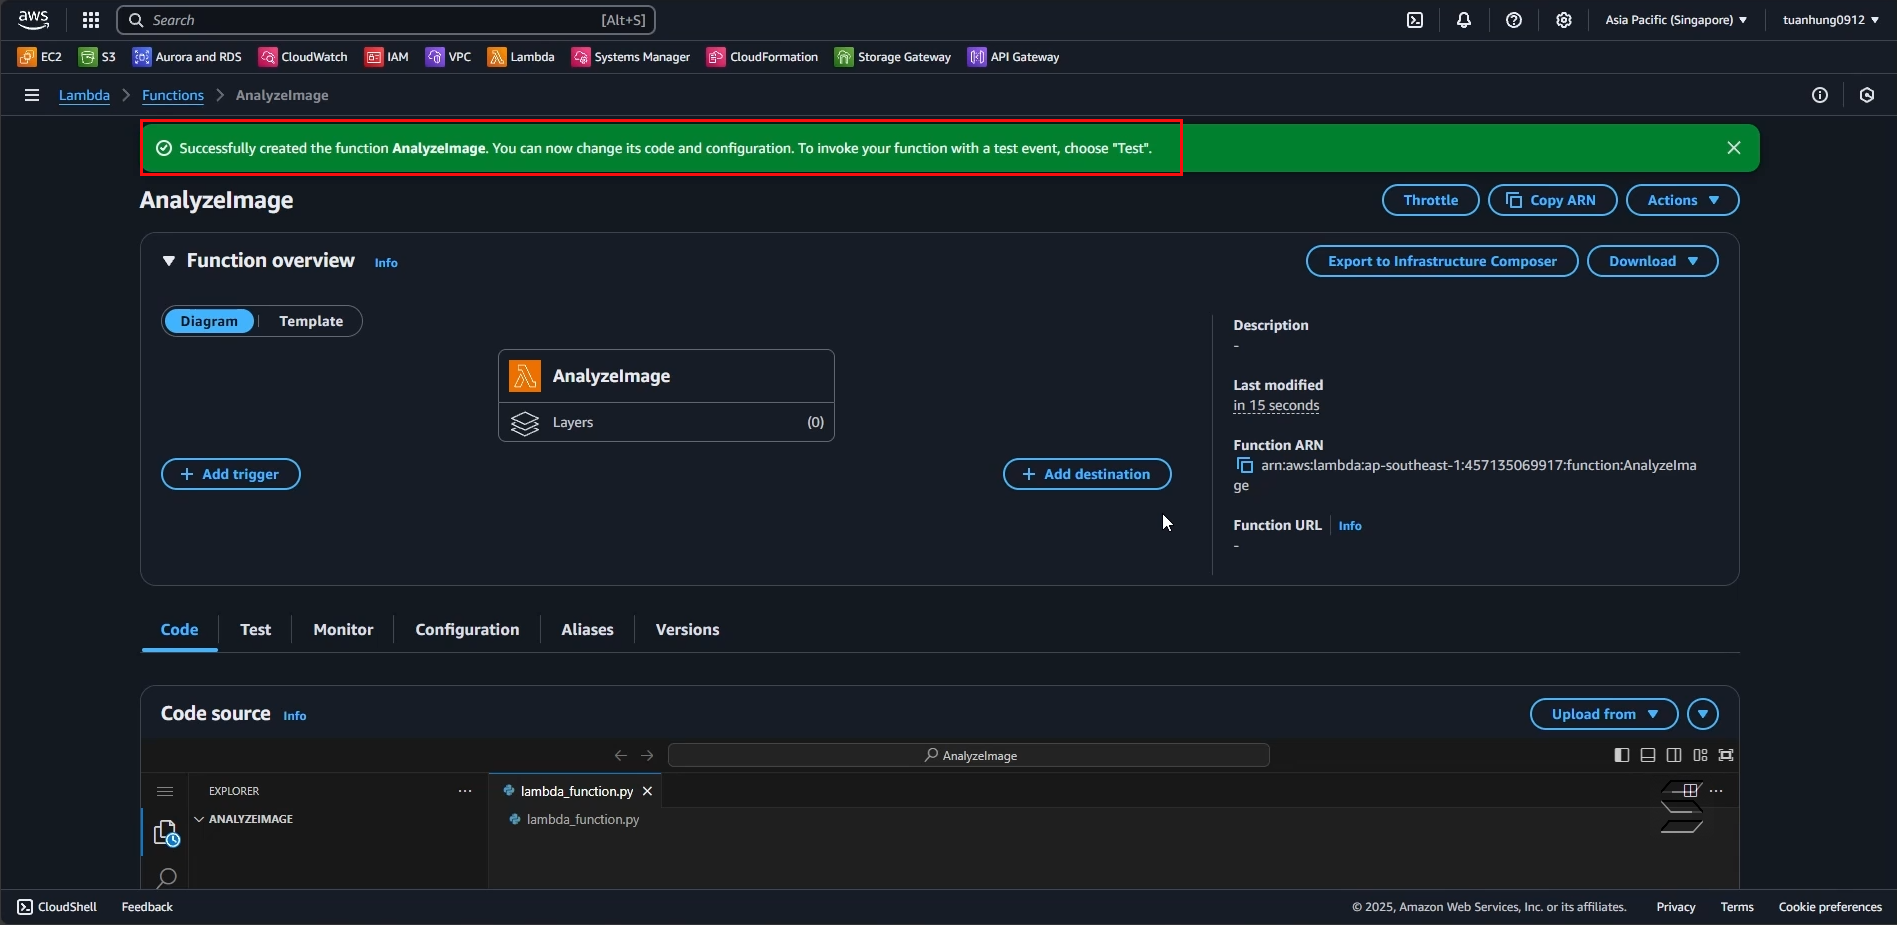 aws
Search [Alt+S]
Asia Pacific (Singapore) tuanhung0912
EC2 S3 Aurora and RDS CloudWatch IAM VPC Lambda Systems Manager CloudFormation Storage Gateway API Gateway
Lambda Functions AnalyzeImage
Successfully created the function AnalyzeImage. You can now change its code and configuration. To invoke your function with a test event, choose "Test".
AnalyzeImage
Throttle Copy ARN Actions
Function overview Info
Export to Infrastructure Composer Download
Diagram Template
AnalyzeImage
Layers (0)
Add trigger
Add destination
Description
-
Last modified
in 15 seconds
Function ARN
arn:aws:lambda:ap-southeast-1:457135069917:function:AnalyzeIma
ge
Function URL Info
-
Code Test Monitor Configuration Aliases Versions
Code source Info
Upload from
AnalyzeImage
EXPLORER
lambda_function.py
ANALYZEIMAGE
lambda_function.py
CloudShell Feedback
© 2025, Amazon Web Services, Inc. or its affiliates. Privacy Terms Cookie preferences